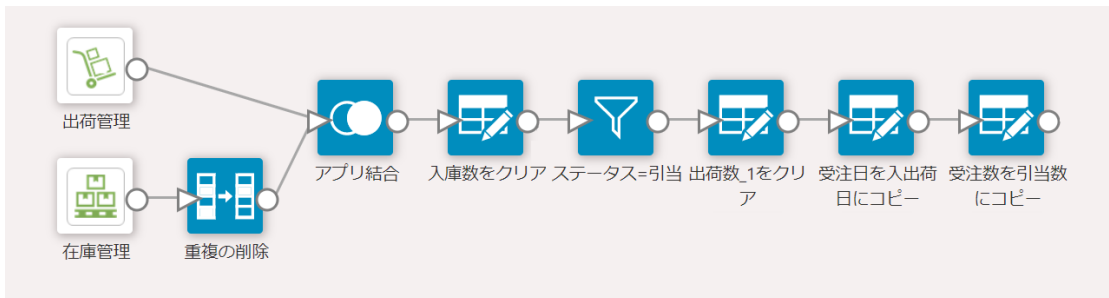 出荷管理
アプリ結合
入庫数をクリア
ステータス=引当
出荷数_1をクリ
ア
受注日を入出荷
日にコピー
受注数を引当数
にコピー
在庫管理
重複の削除